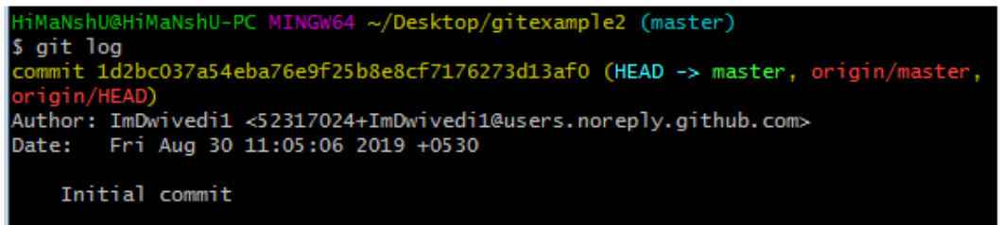 HiMaNshU@HiMaNshU-PC MINGW64 ~/Desktop/gitexample2 (master)
$ git log
commit 1d2bc037a54eba76e9f25b8e8cf7176273d13af0 (HEAD -> master, origin/master,
origin/HEAD)
Author: ImDwivedi1 <52317024+ImDwivedi1@users.noreply.github.com>
Date:   Fri Aug 30 11:05:06 2019 +0530
    Initial commit